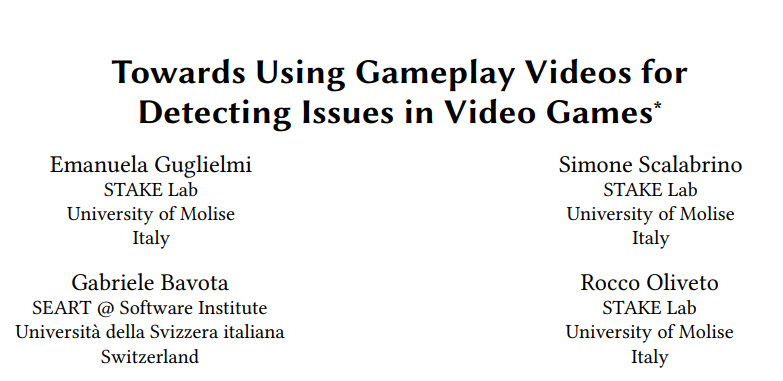 Towards Using Gameplay Videos for
Detecting Issues in Video Games*
Emanuela Guglielmi
STAKE Lab
University of Molise
Italy
Simone Scalabrino
STAKE Lab
University of Molise
Italy
Gabriele Bavota
SEART @ Software Institute
Università della Svizzera italiana
Switzerland
Rocco Oliveto
STAKE Lab
University of Molise
Italy